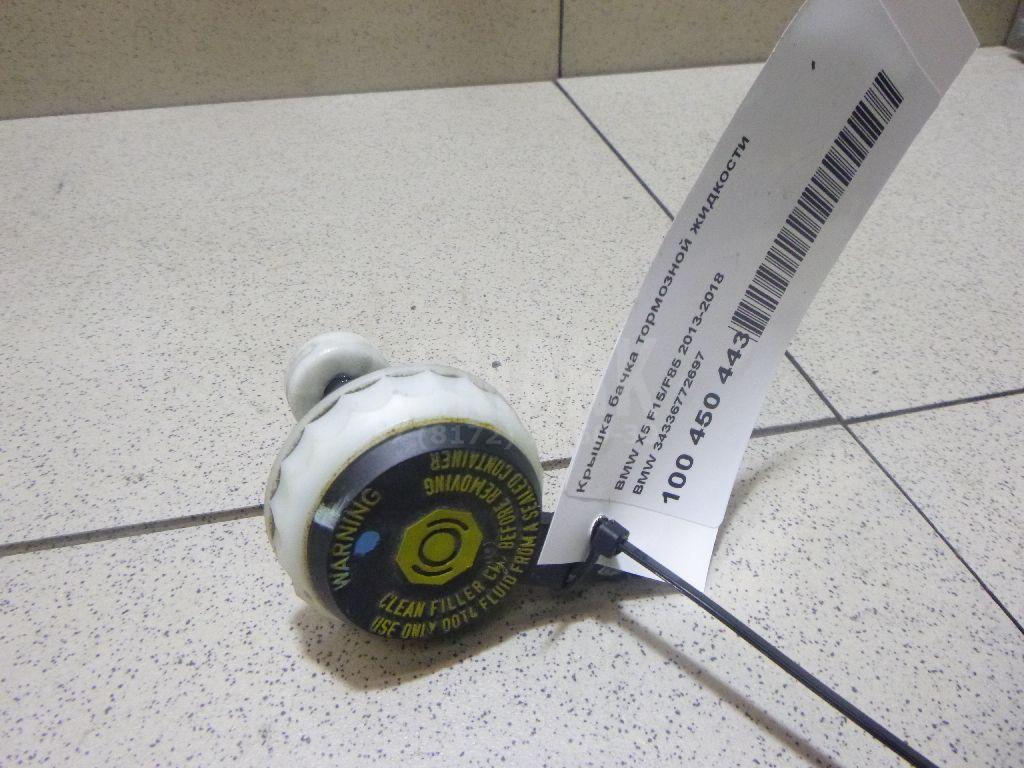 Крышка бачка тормозной жидкости
BMW X5 F15/F85 2013-2018
BMW 34336772697
100 450 443
WARNING
CLEAN FILLER CAP BEFORE REMOVING
USE ONLY DOT4 FLUID FROM A SEALED CONTAINER
(8172)